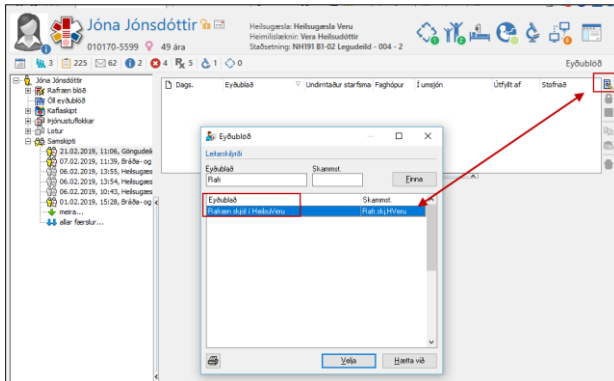 Jóna Jónsdóttir
010170-5599 49 ára
Heilsugæsla: Heilsugæsla Veru
Heimilislæknir: Vera Heilsudóttir
Staðsetning: NH191 B1-02 Legudeild - 004 - 2
3 225 62 2 4 Rx 5 1 0
Eyðublöð
Jóna Jónsdóttir
Rafræn blöð
Öll eyðublöð
Kaflaskipt
Þjónustuflokkar
Lotur
Samskipti
21.02.2019, 11:06, Göngudeil
07.02.2019, 11:39, Bráða- og
06.02.2019, 13:55, Heilsugæs
06.02.2019, 13:54, Heilsugæs
06.02.2019, 10:43, Heilsugæs
01.02.2019, 15:28, Bráða- og
meira...
allar færslur...
Dags. Eyðublað Undirritaður starfsma Faghópur Í umsjón Útfyllt af Stofnað
Eyðublöð
Leitarskilyrði
Eyðublað Skammst.
Rafr Finna
Eyðublað Skammst.
Rafræn skjöl í HeilsuVeru Rafr.skj.HVeru
Velja Hætta við